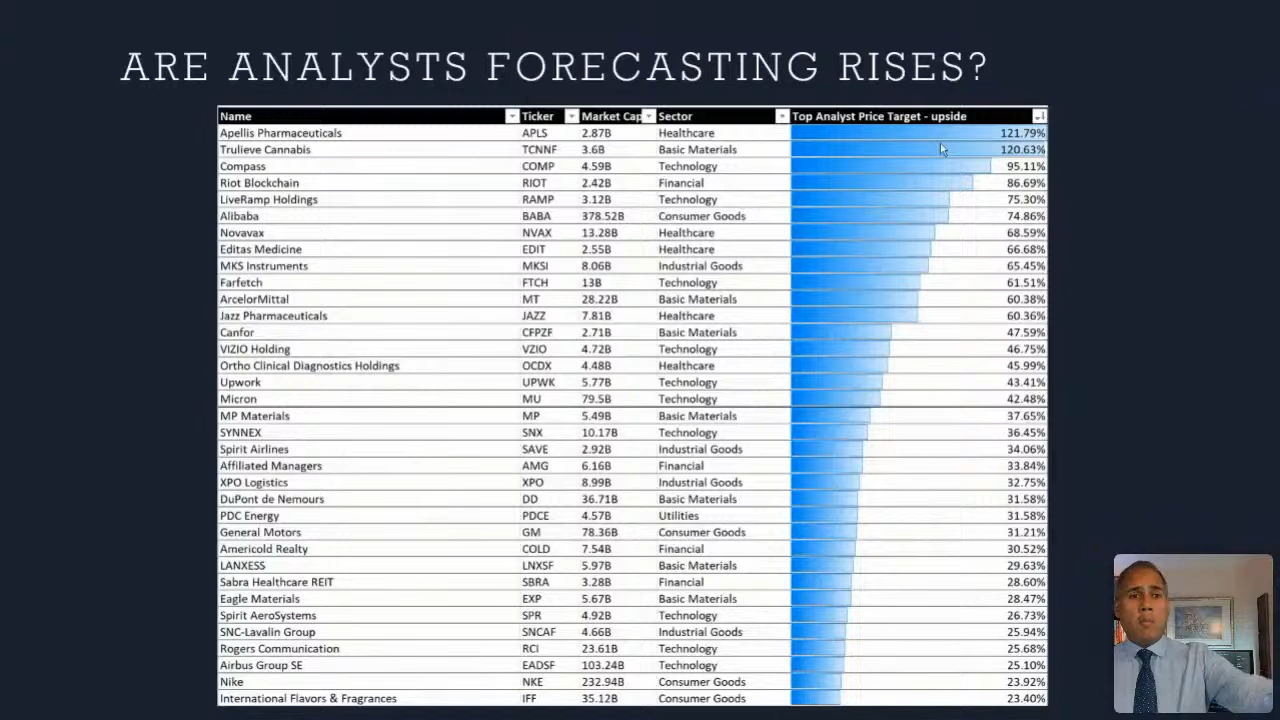 ARE ANALYSTS FORECASTING RISES?
Name Ticker Market Cap Sector Top Analyst Price Target - upside
Apellis Pharmaceuticals APLS 2.87B Healthcare 121.79%
Trulieve Cannabis TCNNF 3.6B Basic Materials 120.63%
Compass COMP 4.59B Technology 95.11%
Riot Blockchain RIOT 2.42B Financial 86.69%
LiveRamp Holdings RAMP 3.12B Technology 75.30%
Alibaba BABA 378.52B Consumer Goods 74.86%
Novavax NVAX 13.28B Healthcare 68.59%
Editas Medicine EDIT 2.55B Healthcare 66.68%
MKS Instruments MKSI 8.06B Industrial Goods 65.45%
Farfetch FTCH 13B Technology 61.51%
ArcelorMittal MT 28.22B Basic Materials 60.38%
Jazz Pharmaceuticals JAZZ 7.81B Healthcare 60.36%
Canfor CFPZF 2.71B Basic Materials 47.59%
VIZIO Holding VZIO 4.72B Technology 46.75%
Ortho Clinical Diagnostics Holdings OCDX 4.48B Healthcare 45.99%
Upwork UPWK 5.77B Technology 43.41%
Micron MU 79.5B Technology 42.48%
MP Materials MP 5.49B Basic Materials 37.65%
SYNNEX SNX 10.17B Technology 36.45%
Spirit Airlines SAVE 2.92B Industrial Goods 34.06%
Affiliated Managers AMG 6.16B Financial 33.84%
XPO Logistics XPO 8.99B Industrial Goods 32.75%
DuPont de Nemours DD 36.71B Basic Materials 31.58%
PDC Energy PDCE 4.57B Utilities 31.58%
General Motors GM 78.36B Consumer Goods 31.21%
Americold Realty COLD 7.54B Financial 30.52%
LANXESS LNXSF 5.97B Basic Materials 29.63%
Sabra Healthcare REIT SBRA 3.28B Financial 28.60%
Eagle Materials EXP 5.67B Basic Materials 28.47%
Spirit AeroSystems SPR 4.92B Technology 26.73%
SNC-Lavalin Group SNCAF 4.66B Industrial Goods 25.94%
Rogers Communication RCI 23.61B Technology 25.68%
Airbus Group SE EADSF 103.24B Technology 25.10%
Nike NKE 232.94B Consumer Goods 23.92%
International Flavors & Fragrances IFF 35.12B Consumer Goods 23.40%